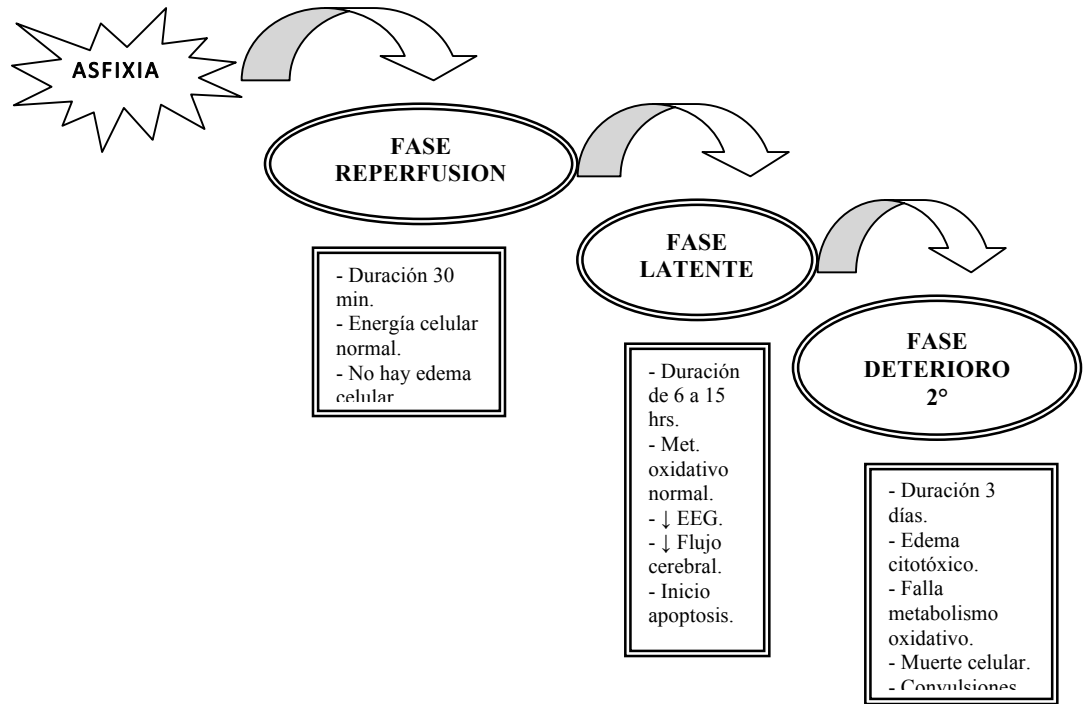 ASFIXIA
FASE
REPERFUSION
- Duración 30
min.
- Energía celular
normal.
- No hay edema
celular
FASE
LATENTE
- Duración
de 6 a 15
hrs.
- Met.
oxidativo
normal.
- ↓ EEG.
- ↓ Flujo
cerebral.
- Inicio
apoptosis.
FASE
DETERIORO
2°
- Duración 3
días.
- Edema
citotóxico.
- Falla
metabolismo
oxidativo.
- Muerte celular.
- Convulsiones